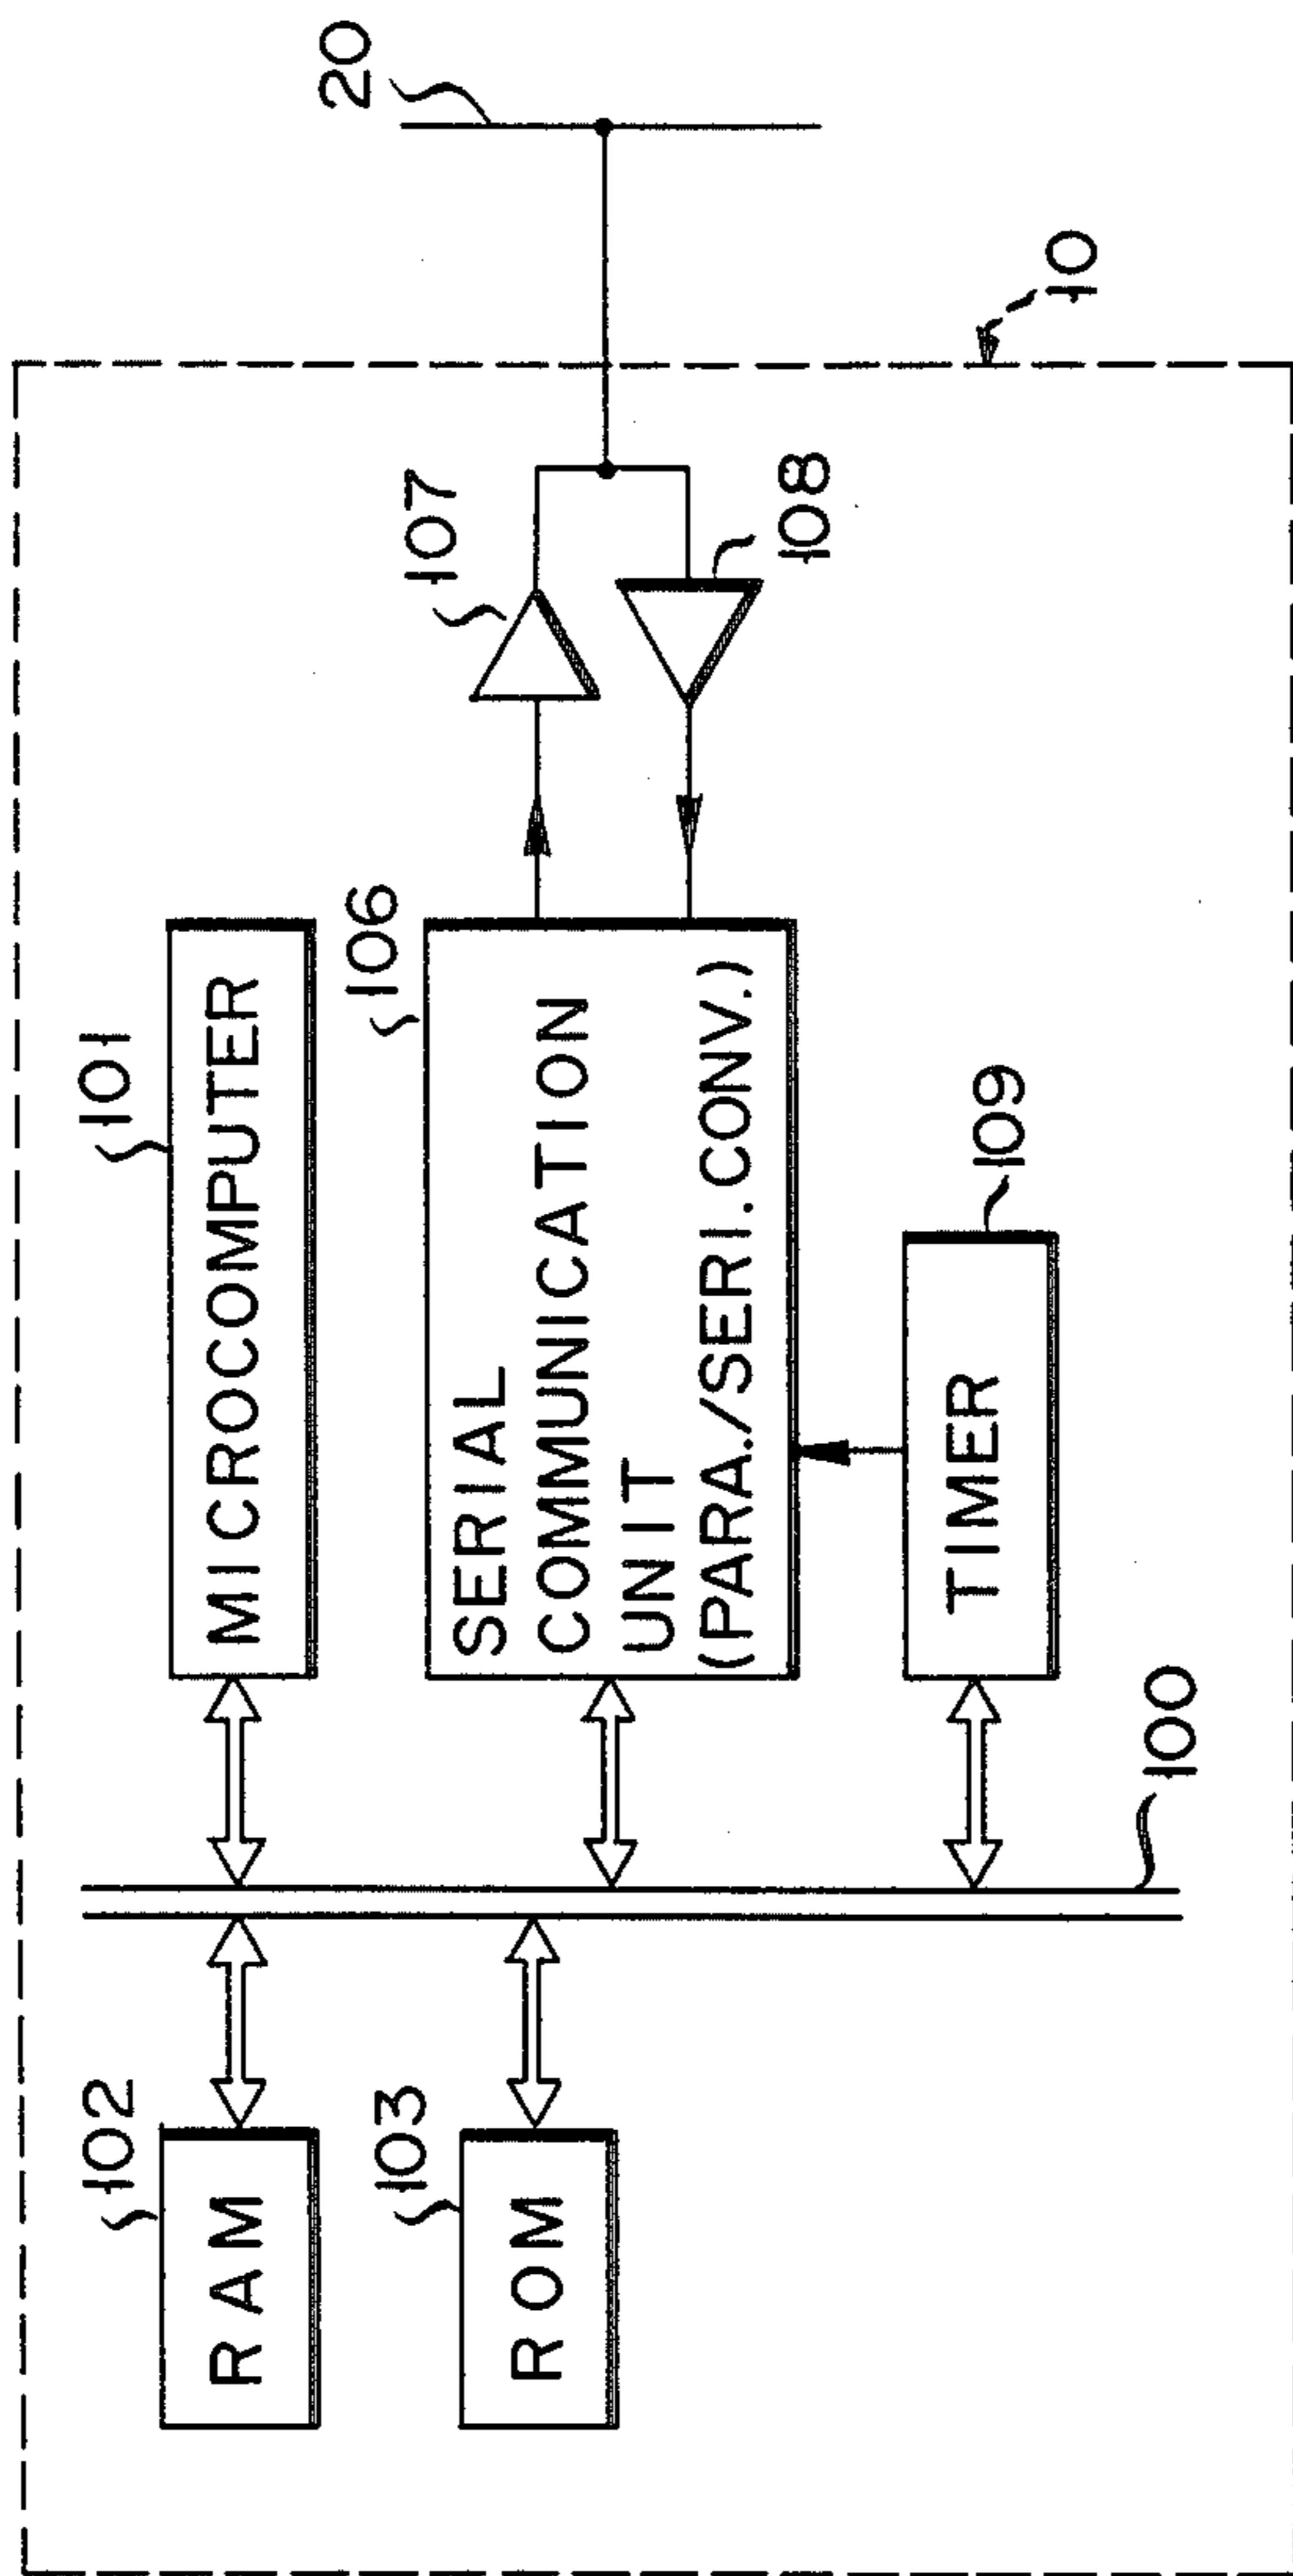 102
RAM
103
ROM
100
101
MICROCOMPUTER
106
SERIAL
COMMUNICATION
UNIT
(PARA./SERI.CONV.)
109
TIMER
107
108
10
20